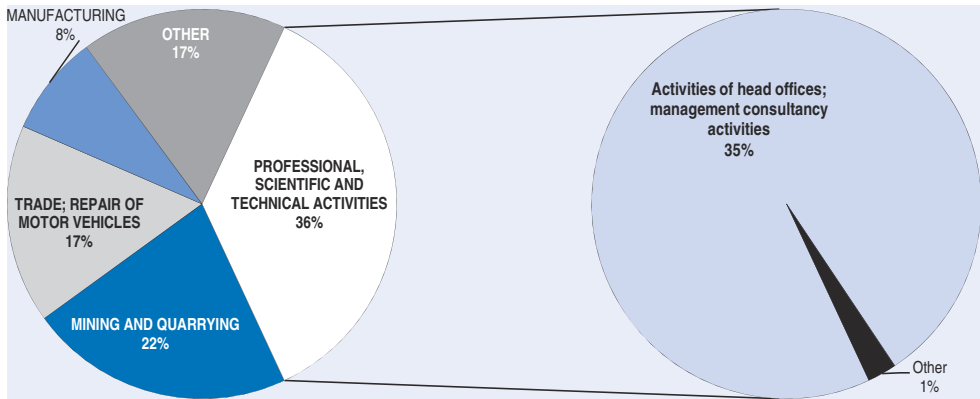 MANUFACTURING
8%
OTHER
17%
PROFESSIONAL,
SCIENTIFIC AND
TECHNICAL ACTIVITIES
36%
TRADE; REPAIR OF
MOTOR VEHICLES
17%
MINING AND QUARRYING
22%
Activities of head offices;
management consultancy
activities
35%
Other
1%